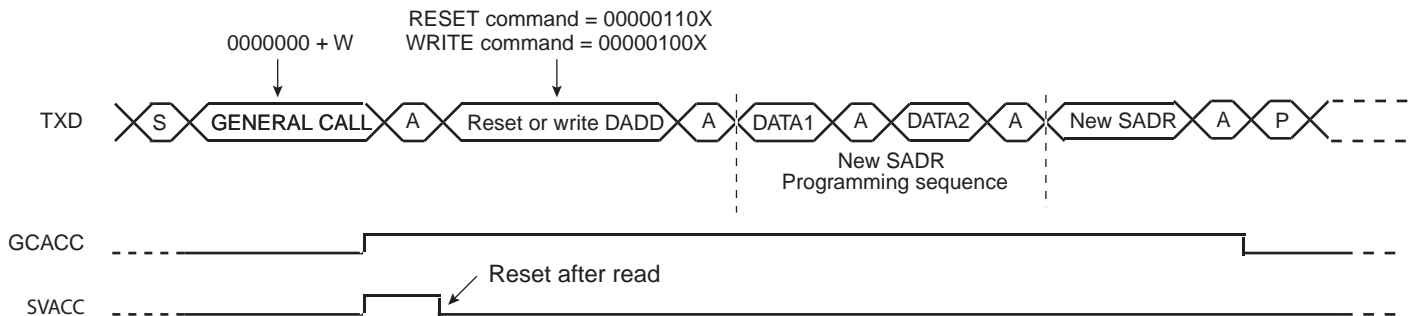 RESET command = 00000110X
0000000 + W WRITE command = 00000100X
TXD S GENERAL CALL A Reset or write DADD A DATA1 A DATA2 A New SADR A P
New SADR
Programming sequence
GCACC
Reset after read
SVACC